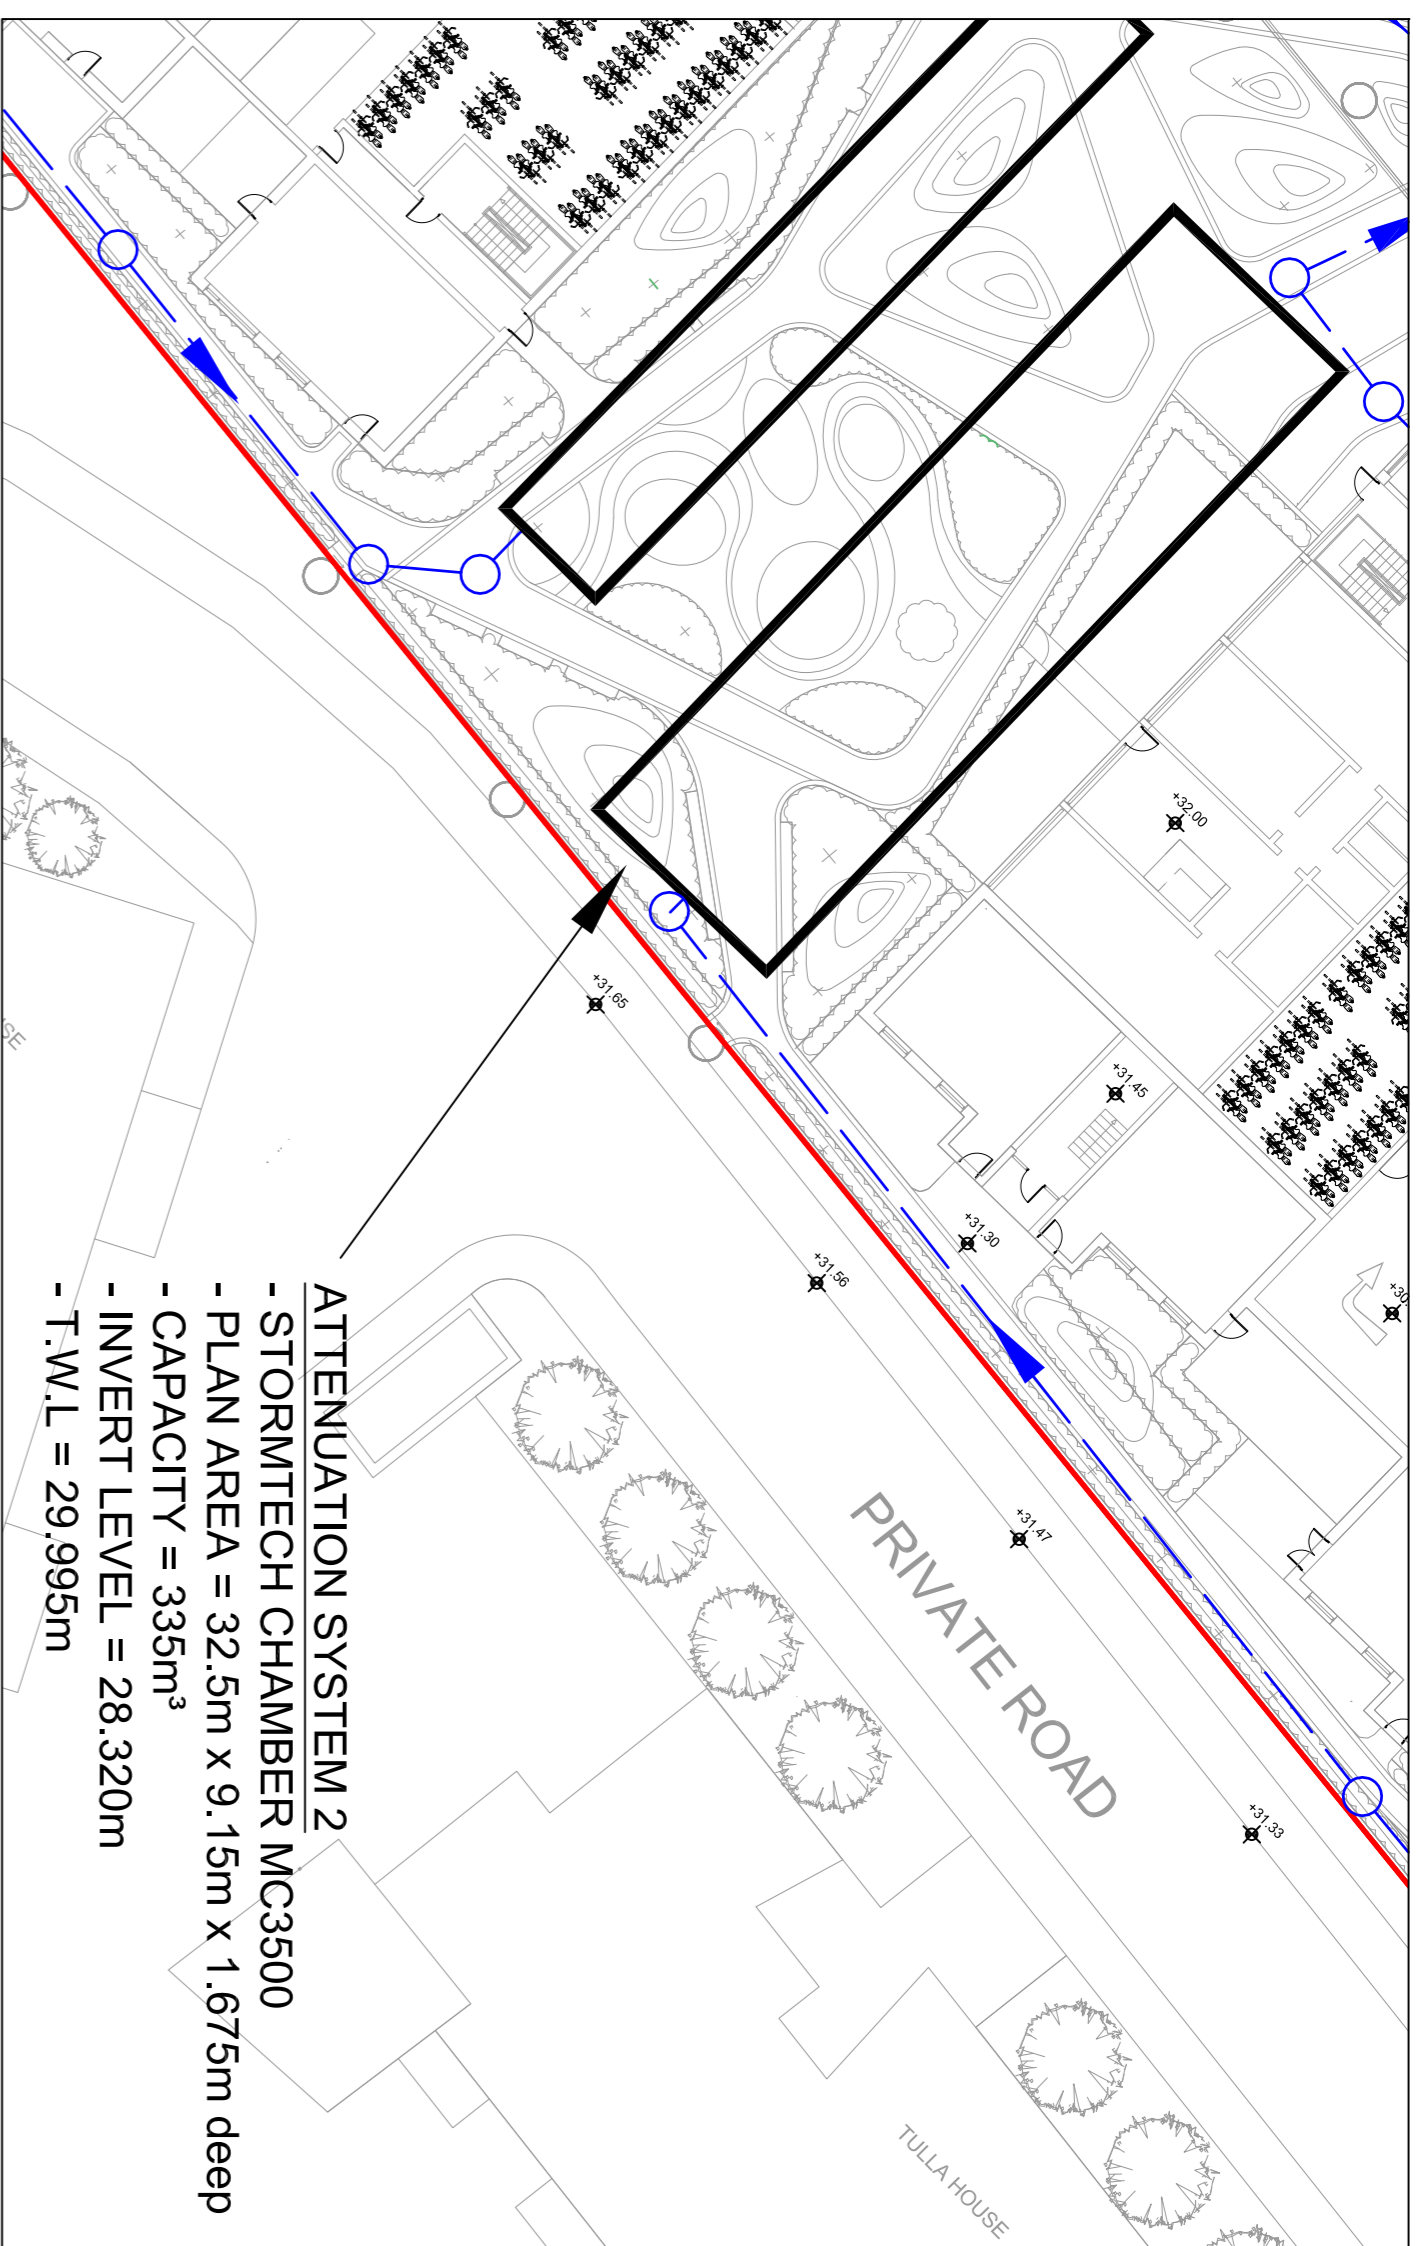 ATTENUATION SYSTEM 2
- STORMTECH CHAMBER MC3500
- PLAN AREA = 32.5m x 9.15m x 1.675m deep
- CAPACITY = 335m³
- INVERT LEVEL = 28.320m
- T.W.L = 29.995m
PRIVATE ROAD
TULLA HOUSE
+32.00
+31.65
+31.45
+31.30
+31.56
+31.47
+31.33